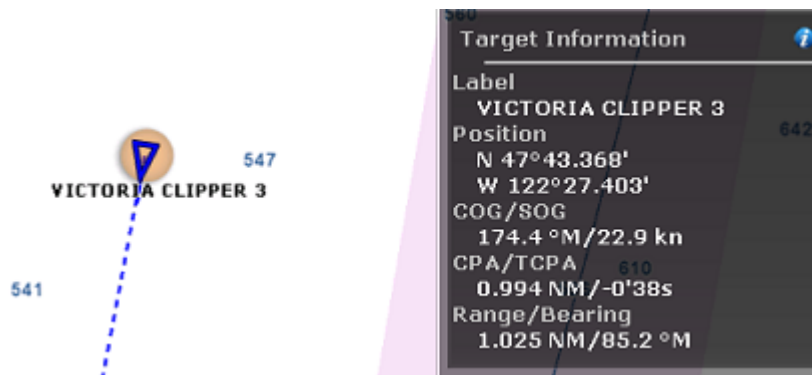 560
Target Information
Label
VICTORIA CLIPPER 3
Position
642
N 47°43.368'
547
W 122°27.403'
VICTORIA CLIPPER 3
COG/SOG
174.4 °M/22.9 kn
CPA/TCPA
610
541
0.994 NM/-0'38s
Range/Bearing
1.025 NM/85.2 °M